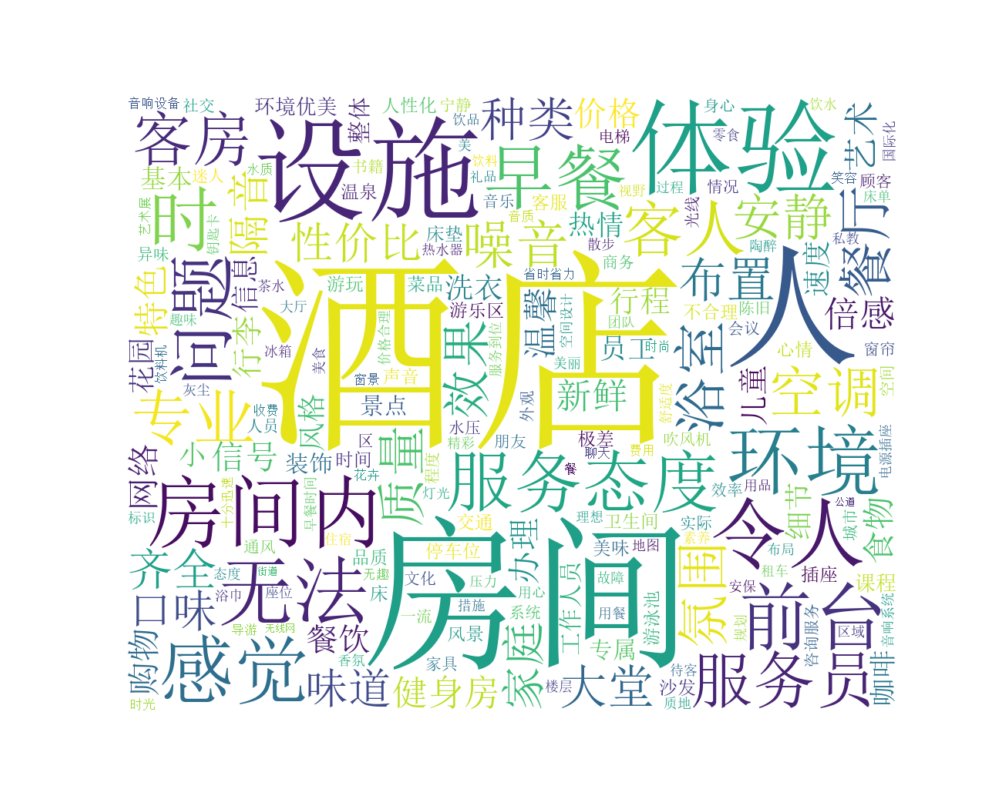 音响设备
社交
环境优美
整体
人性化
宁静
饮品
种类
价格
电梯
身心
零食
饮水
艺术
国际化
客房
设施
美
早餐
体验
笑容
顾客
床单
基本
迷人
水质
书籍
温泉
饮料
礼品
音乐
客服
视野
过程
情况
光线
艺术展
时
钥匙卡
隔音
音质
热情
客人
安静
餐厅
私教
异味
性价比
床垫
热水器
噪音
散步
陶醉
速度
问题
信息
茶水
大厅
游玩
菜品
洗衣
省时省力
商务
布置
特色
行李
酒店
游乐区
温馨
空间设计
行程
团队
不合理
陈旧
倍感
人
花园
趣味
饮料机
冰箱
价格合理
效果
服务到位
员工
时尚
会议
浴室
心情
窗帘
灰尘
美食
窗景
声音
美丽
新鲜
舒适度
儿童
空调
空间
专业
收费
人员
风格
景点
外观
网络
小信号
装饰
时间
区
水压
精彩
朋友
极差
聊天
吹风机
费用
环境
电源插座
质量
程度
花卉
灯光
服务态度
餐
效率
用品
公道
房间内
标识
十分迅速
早餐时间
住宿
交通
理想
卫生间
实际
素养
令人
细节
城市
食物
齐全
通风
品质
停车位
办理
美味
地图
氛围
布局
态度
街道
无法
无趣
文化
房间
压力
用心
故障
安保
租车
插座
课程
浴巾
座位
床
一流
措施
系统
工作人员
用餐
游泳池
规划
前台
口味
导游
无线网
餐饮
风景
家庭
专属
咨询服务
区域
音响系统
购物
感觉
香氛
味道
健身房
家具
楼层
大堂
待客
沙发
质地
服务员
咖啡
时光